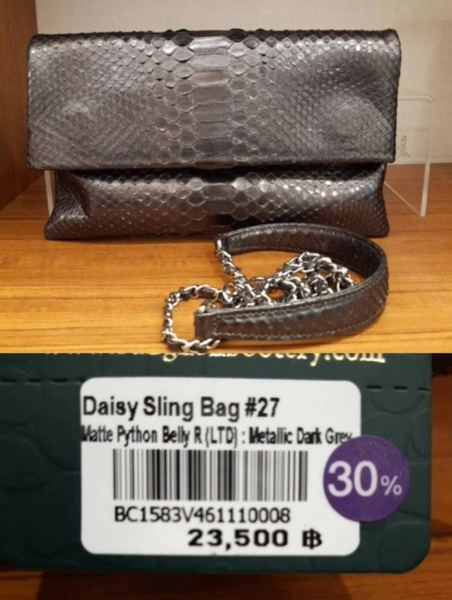 Daisy Sling Bag #27
Matte Python Belly R (LTD) : Metallic Dark Grey
30%
BC1583V461110008
23,500 ฿